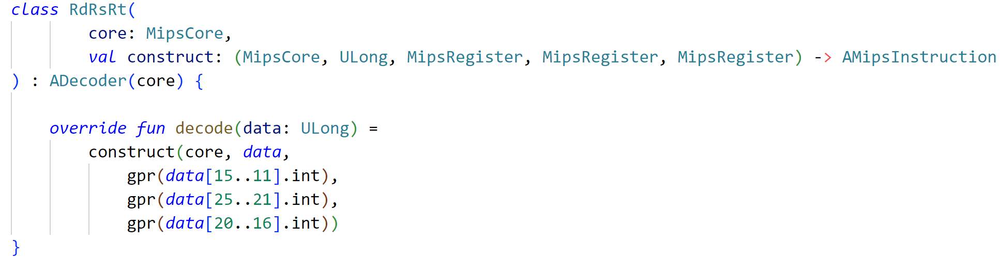 class RdRsRt(
        core: MipsCore,
        val construct: (MipsCore, ULong, MipsRegister, MipsRegister, MipsRegister) -> AMipsInstruction
) : ADecoder(core) {

    override fun decode(data: ULong) =
        construct(core, data,
            gpr(data[15..11].int),
            gpr(data[25..21].int),
            gpr(data[20..16].int))
}